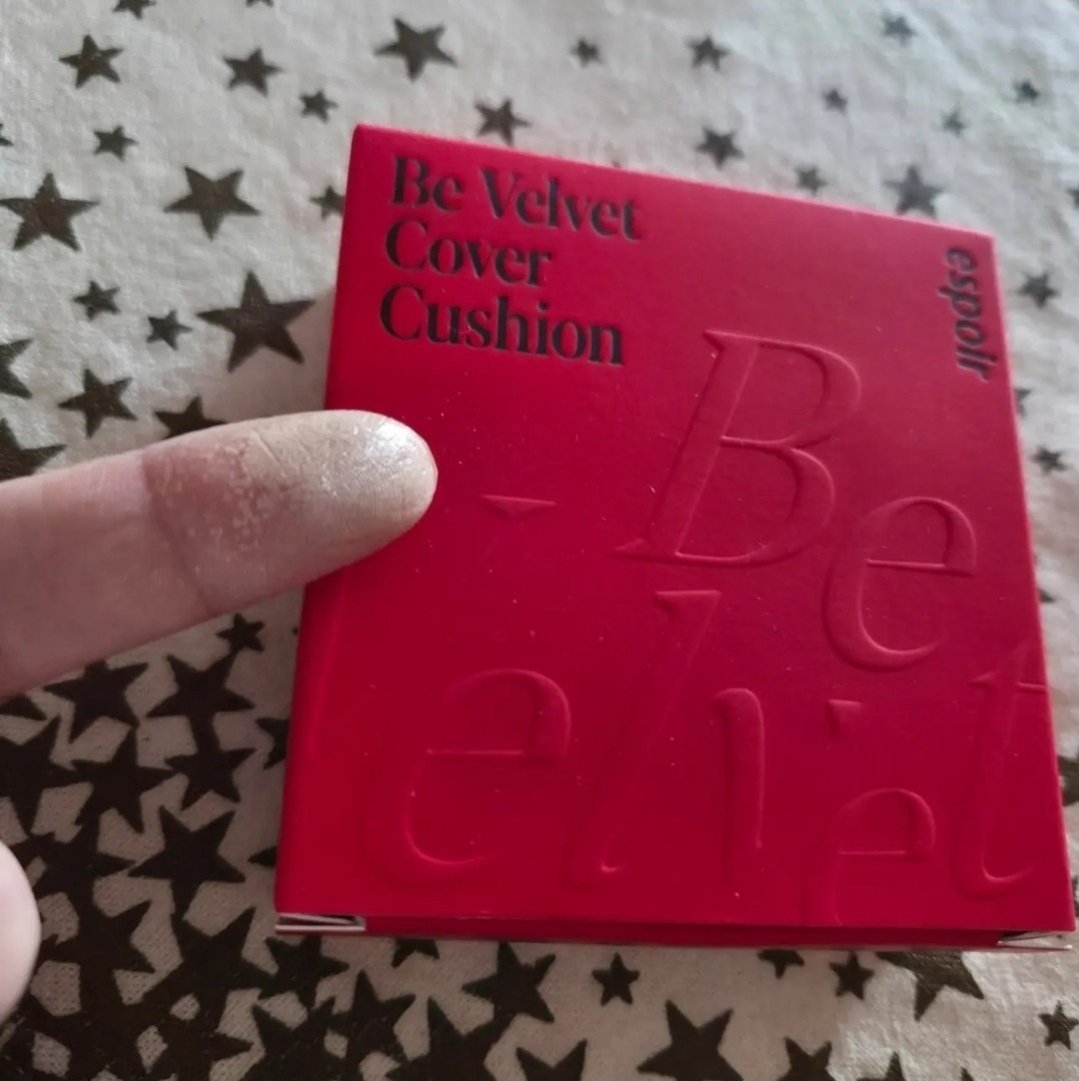 Be Velvet
Cover
Cushion
espoir
Be
Velvet